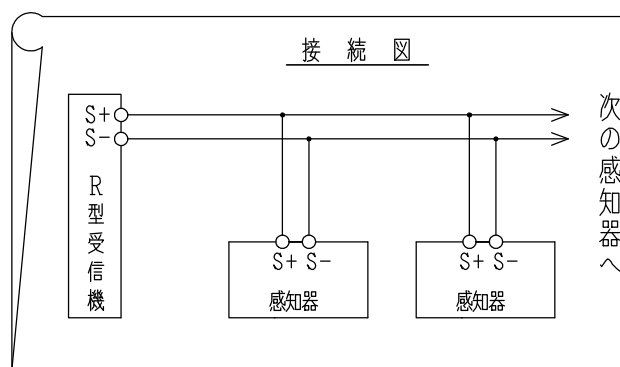 接続図
S+
S-
R型受信機
S+ S-
感知器
S+ S-
感知器
次の感知器へ